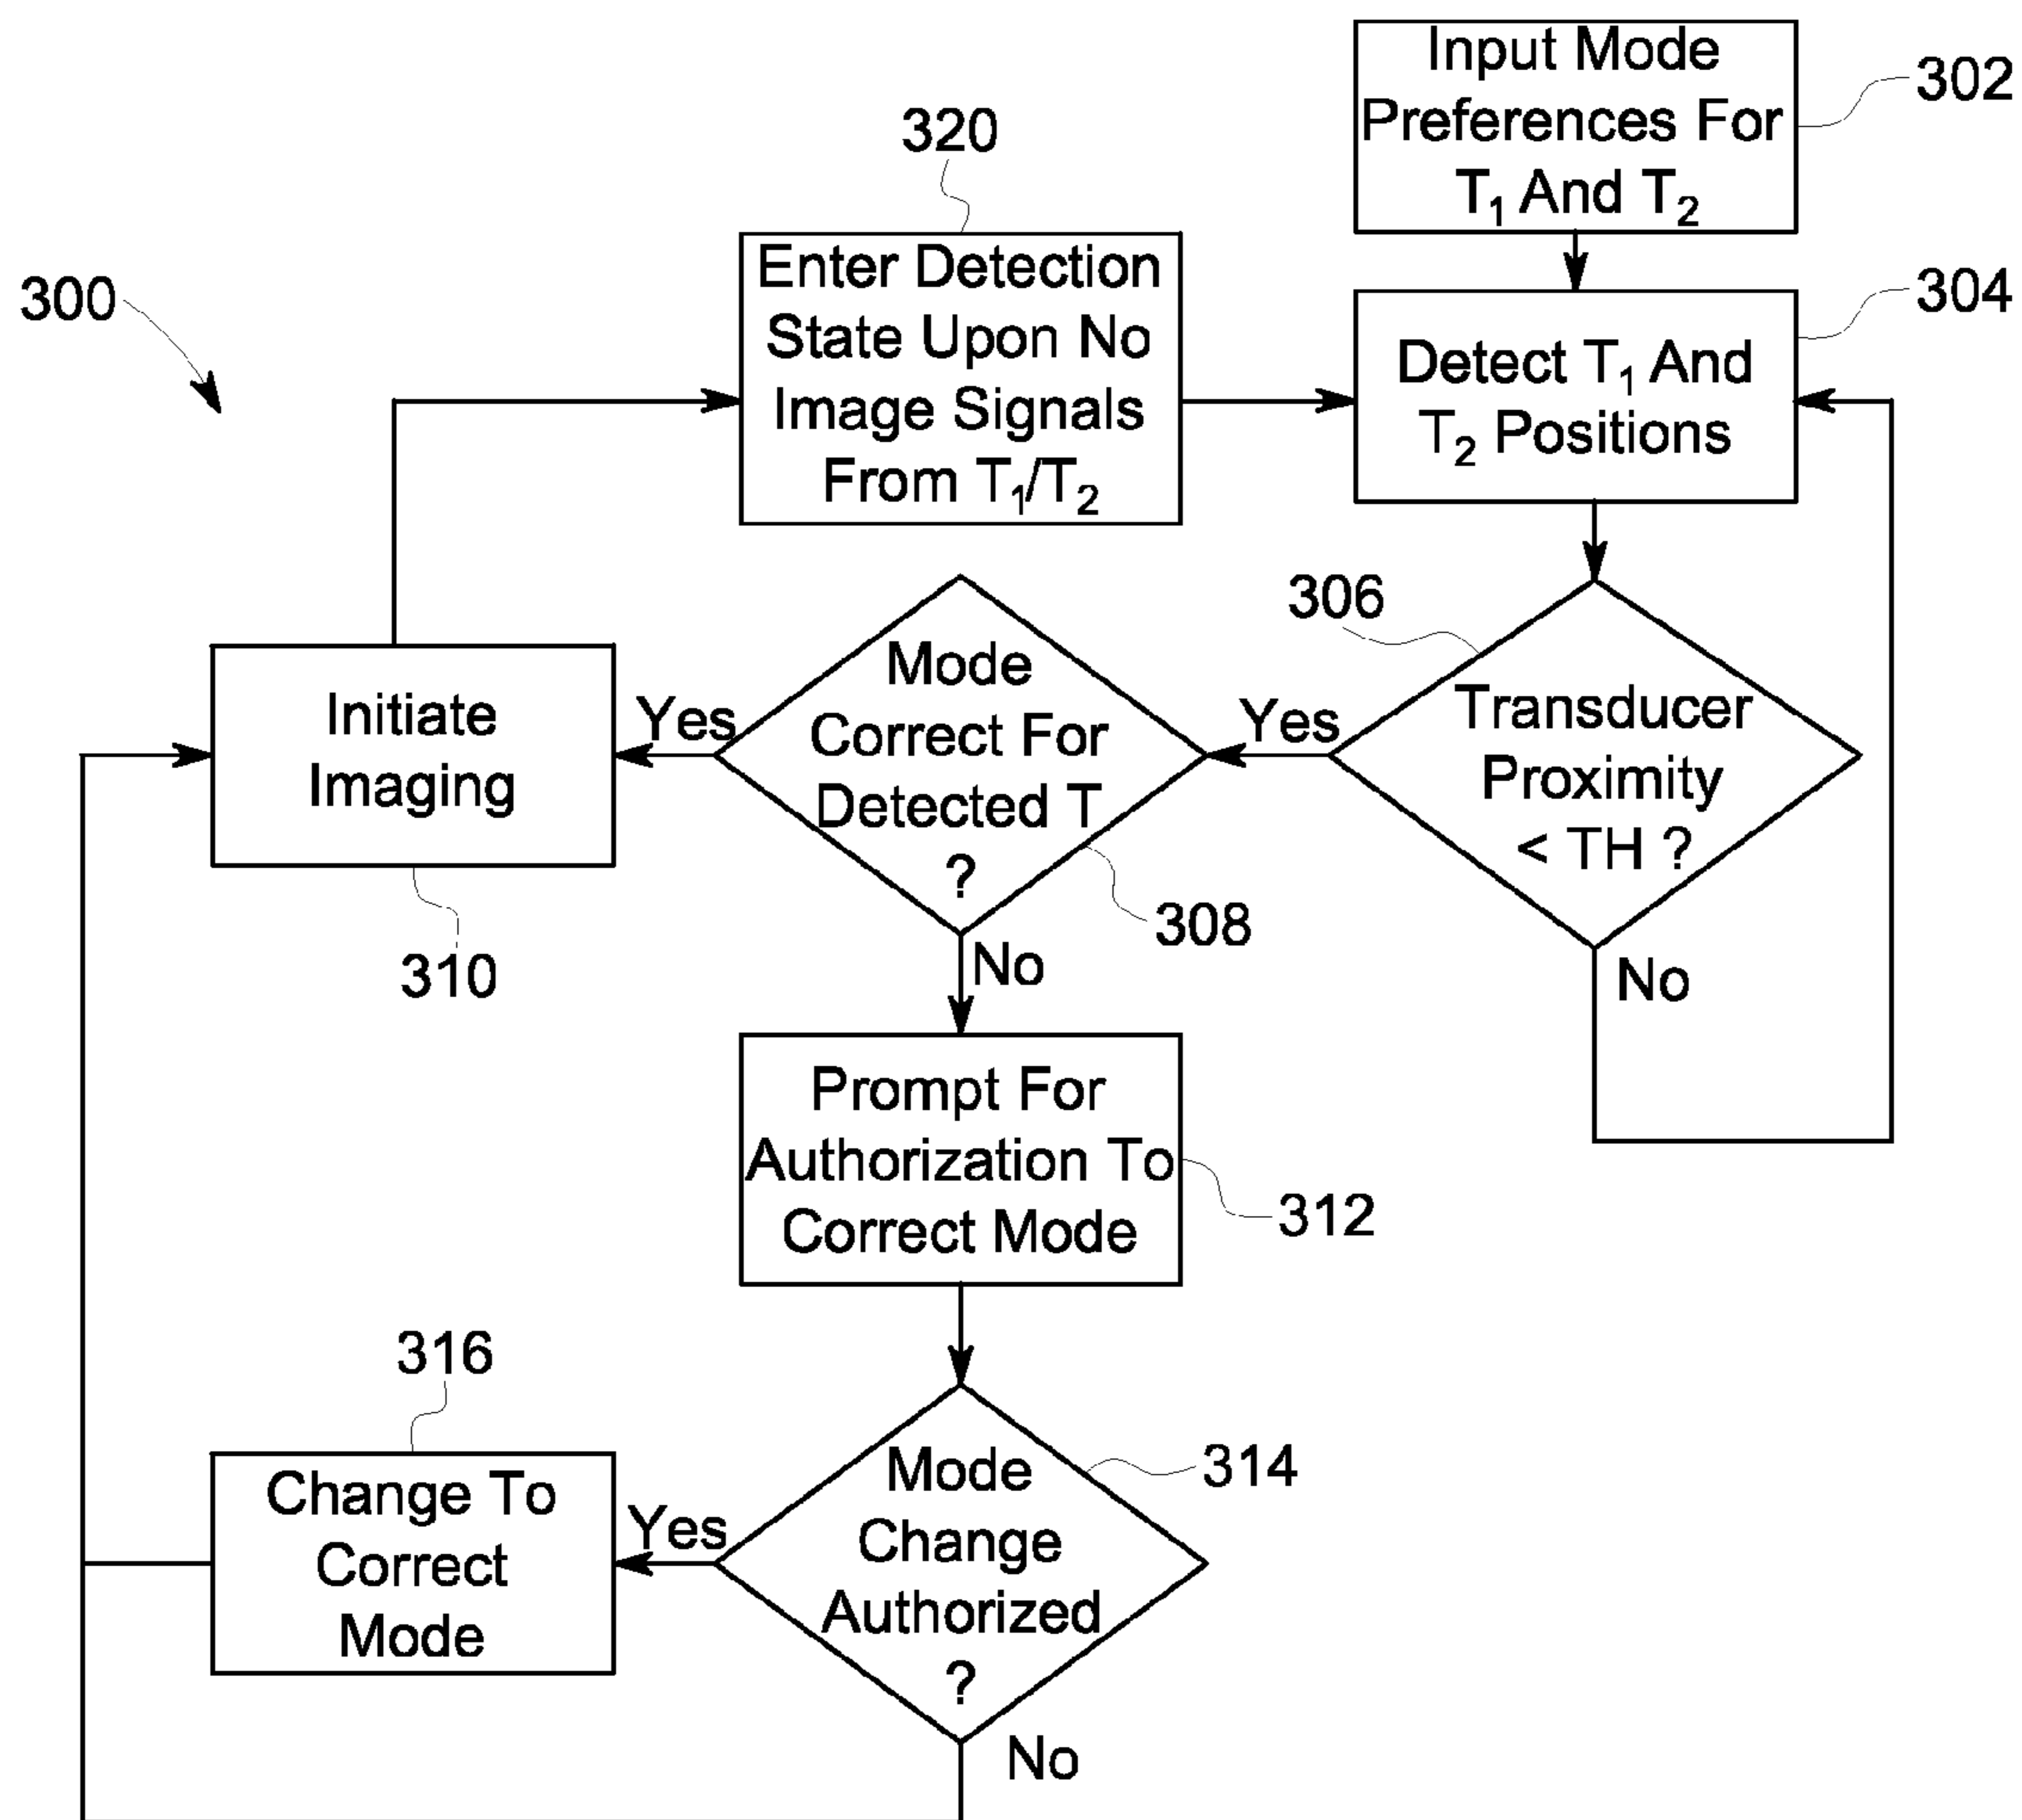 Input Mode
Preferences For
T₁ And T₂
302
320
Enter Detection
State Upon No
Image Signals
From T₁/T₂
300
304
Detect T₁ And
T₂ Positions
306
Transducer
Proximity
< TH ?
Yes
No
Mode
Correct For
Detected T
?
308
Yes
No
Initiate
Imaging
310
Prompt For
Authorization To
Correct Mode
312
314
Mode
Change
Authorized
?
Yes
No
316
Change To
Correct
Mode